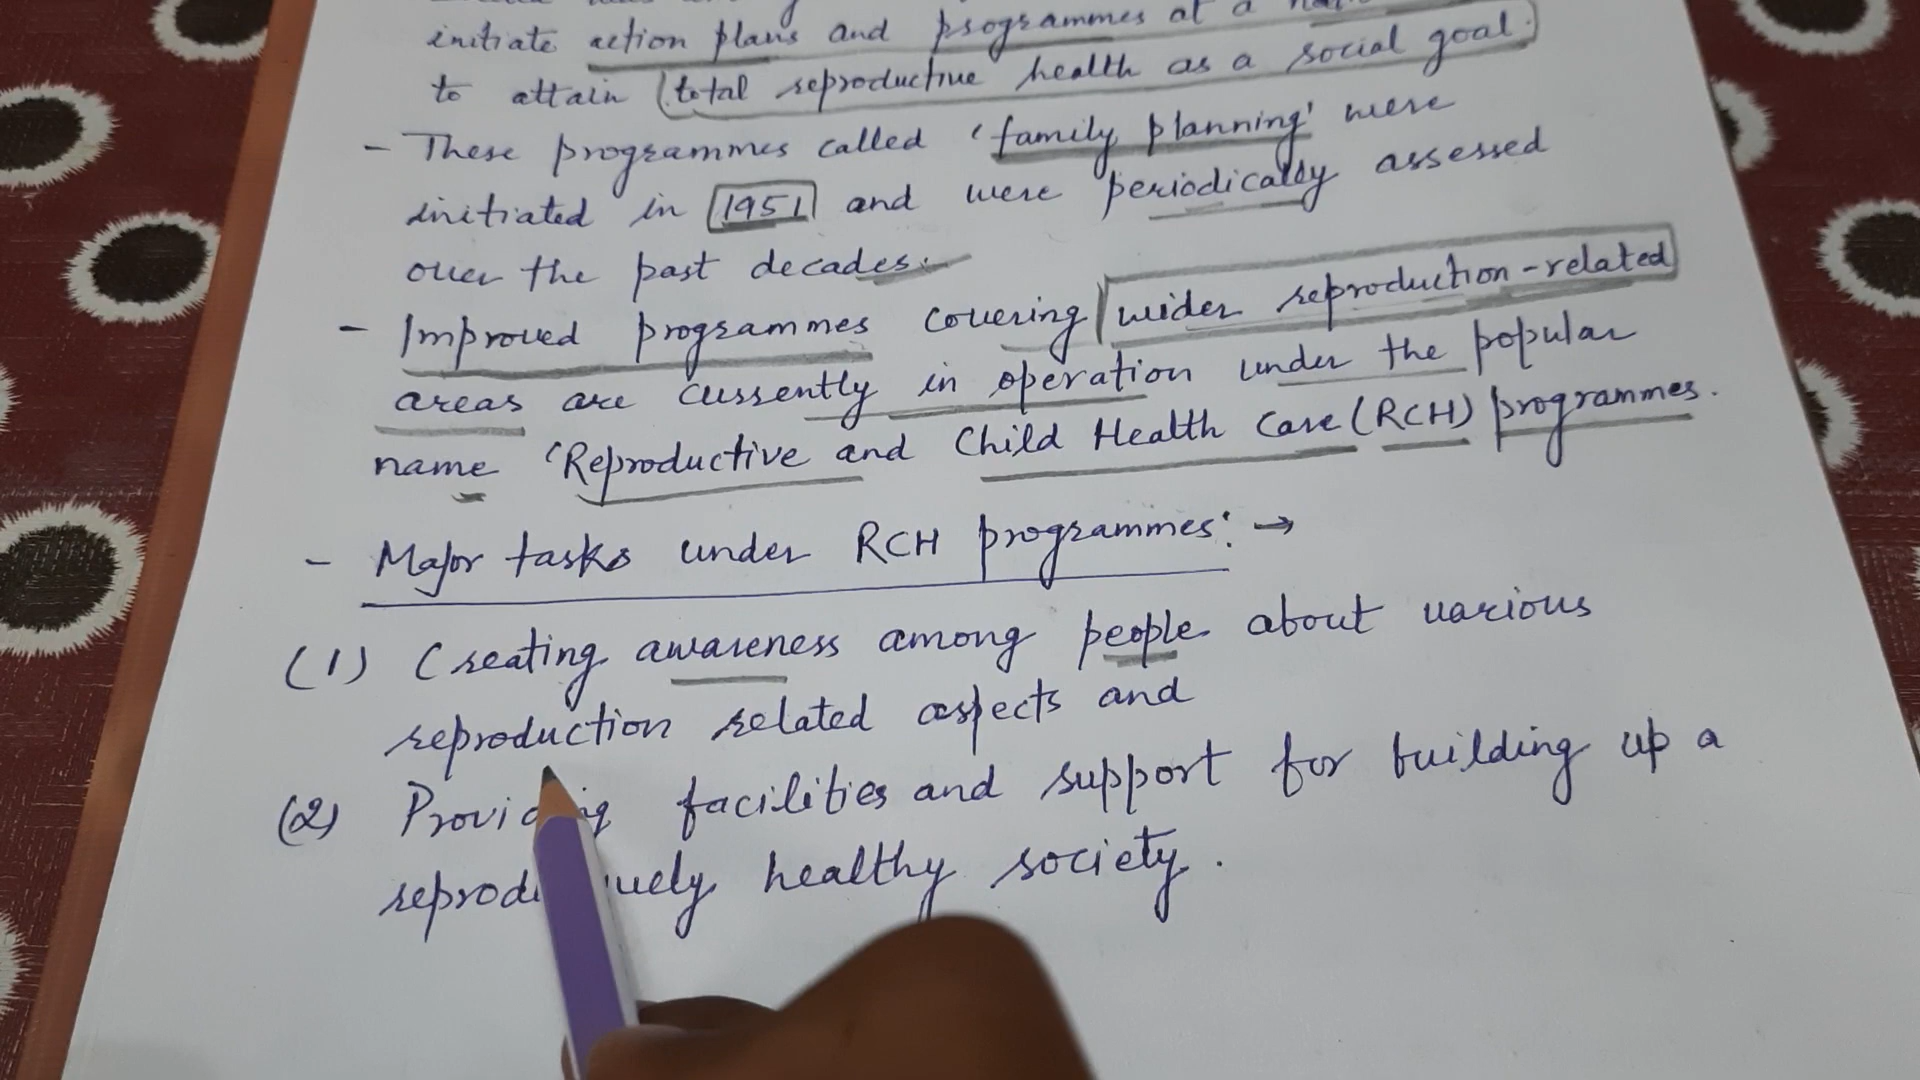 initiate action plans and programmes at a
to attain total reproductive health as a social goal.
- These programmes called 'family planning' were
initiated in 1951 and were periodically assessed
over the past decades.
- Improved programmes covering wider reproduction-related
areas are currently in operation under the popular
name 'Reproductive and Child Health Care (RCH) programmes.
- Major tasks under RCH programmes: →
(1) Creating awareness among people about various
reproduction related aspects and
(2) facilities and support for building up a
healthy society.